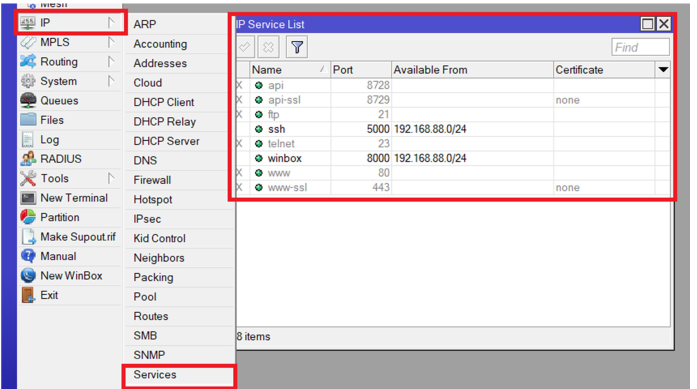 Mesh
IP
MPLS
Routing
System
Queues
Files
Log
RADIUS
Tools
New Terminal
Partition
Make Supout.rif
Manual
New WinBox
Exit
ARP
Accounting
Addresses
Cloud
DHCP Client
DHCP Relay
DHCP Server
DNS
Firewall
Hotspot
IPsec
Kid Control
Neighbors
Packing
Pool
Routes
SMB
SNMP
Services
IP Service List
Find
Name Port Available From Certificate
X api 8728
X api-ssl 8729 none
X ftp 21
ssh 5000 192.168.88.0/24
X telnet 23
winbox 8000 192.168.88.0/24
X www 80
X www-ssl 443 none
8 items